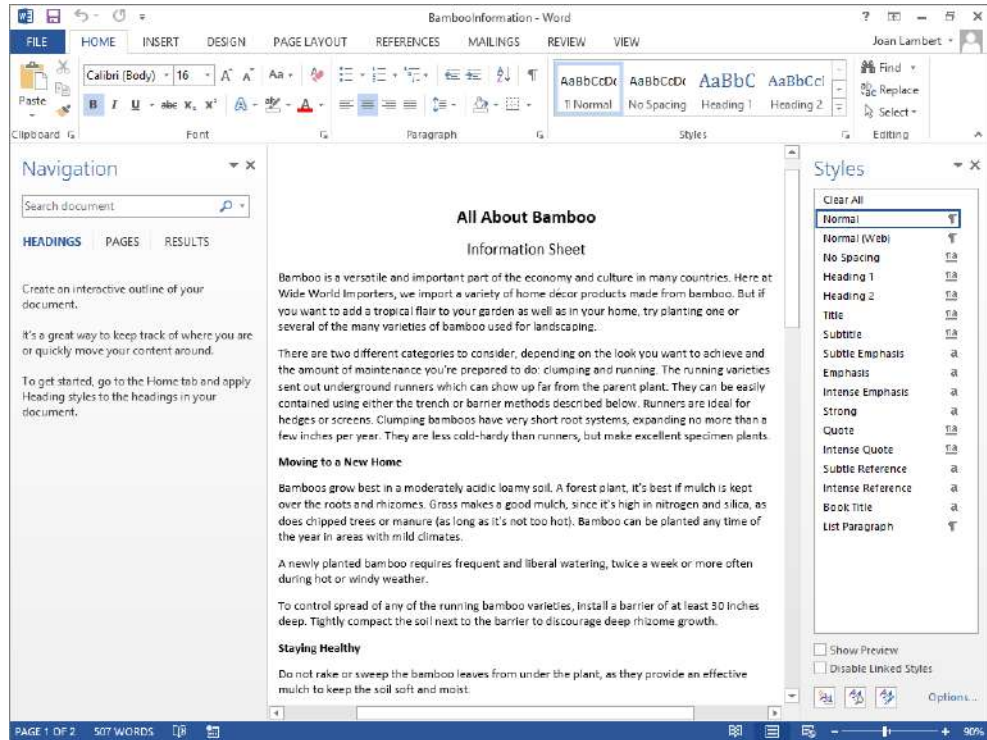 BambooInformation - Word
FILE HOME INSERT DESIGN PAGE LAYOUT REFERENCES MAILINGS REVIEW VIEW Joan Lambert
Calibri (Body) 16 Aa
Paste
B I U abc X₂ X² A A
AaBbCcDc AaBbCcDc AaBbC AaBbCcI
¶ Normal No Spacing Heading 1 Heading 2
Find
Replace
Select
Clipboard Font Paragraph Styles Editing
Navigation
Search document
HEADINGS PAGES RESULTS
Create an interactive outline of your
document.
It's a great way to keep track of where you are
or quickly move your content around.
To get started, go to the Home tab and apply
Heading styles to the headings in your
document.
All About Bamboo
Information Sheet
Bamboo is a versatile and important part of the economy and culture in many countries. Here at
Wide World Importers, we import a variety of home décor products made from bamboo. But if
you want to add a tropical flair to your garden as well as in your home, try planting one or
several of the many varieties of bamboo used for landscaping.
There are two different categories to consider, depending on the look you want to achieve and
the amount of maintenance you're prepared to do: clumping and running. The running varieties
sent out underground runners which can show up far from the parent plant. They can be easily
contained using either the trench or barrier methods described below. Runners are ideal for
hedges or screens. Clumping bamboos have very short root systems, expanding no more than a
few inches per year. They are less cold-hardy than runners, but make excellent specimen plants.
Moving to a New Home
Bamboos grow best in a moderately acidic loamy soil. A forest plant, it's best if mulch is kept
over the roots and rhizomes. Grass makes a good mulch, since it's high in nitrogen and silica, as
does chipped trees or manure (as long as it's not too hot). Bamboo can be planted any time of
the year in areas with mild climates.
A newly planted bamboo requires frequent and liberal watering, twice a week or more often
during hot or windy weather.
To control spread of any of the running bamboo varieties, install a barrier of at least 30 inches
deep. Tightly compact the soil next to the barrier to discourage deep rhizome growth.
Staying Healthy
Do not rake or sweep the bamboo leaves from under the plant, as they provide an effective
mulch to keep the soil soft and moist.
Styles
Clear All
Normal ¶
Normal (Web) ¶
No Spacing ¶a
Heading 1 ¶a
Heading 2 ¶a
Title ¶a
Subtitle ¶a
Subtle Emphasis a
Emphasis a
Intense Emphasis a
Strong a
Quote ¶a
Intense Quote ¶a
Subtle Reference a
Intense Reference a
Book Title a
List Paragraph ¶
Show Preview
Disable Linked Styles
Options...
PAGE 1 OF 2 507 WORDS 90%